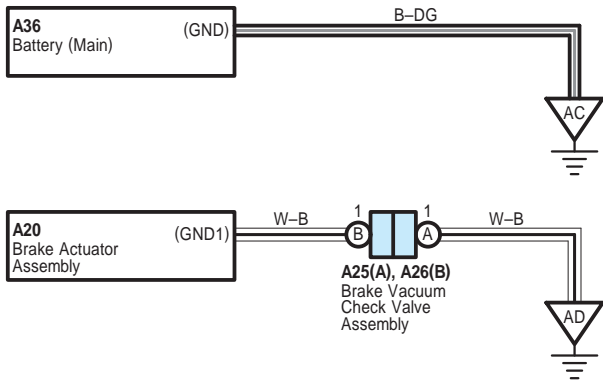 B–DG
A36 (GND)
Battery (Main)
AC
A20
Brake Actuator (GND1)
Assembly
W–B 1 1 W–B
B A
A25(A), A26(B)
Brake Vacuum
Check Valve
Assembly
AD